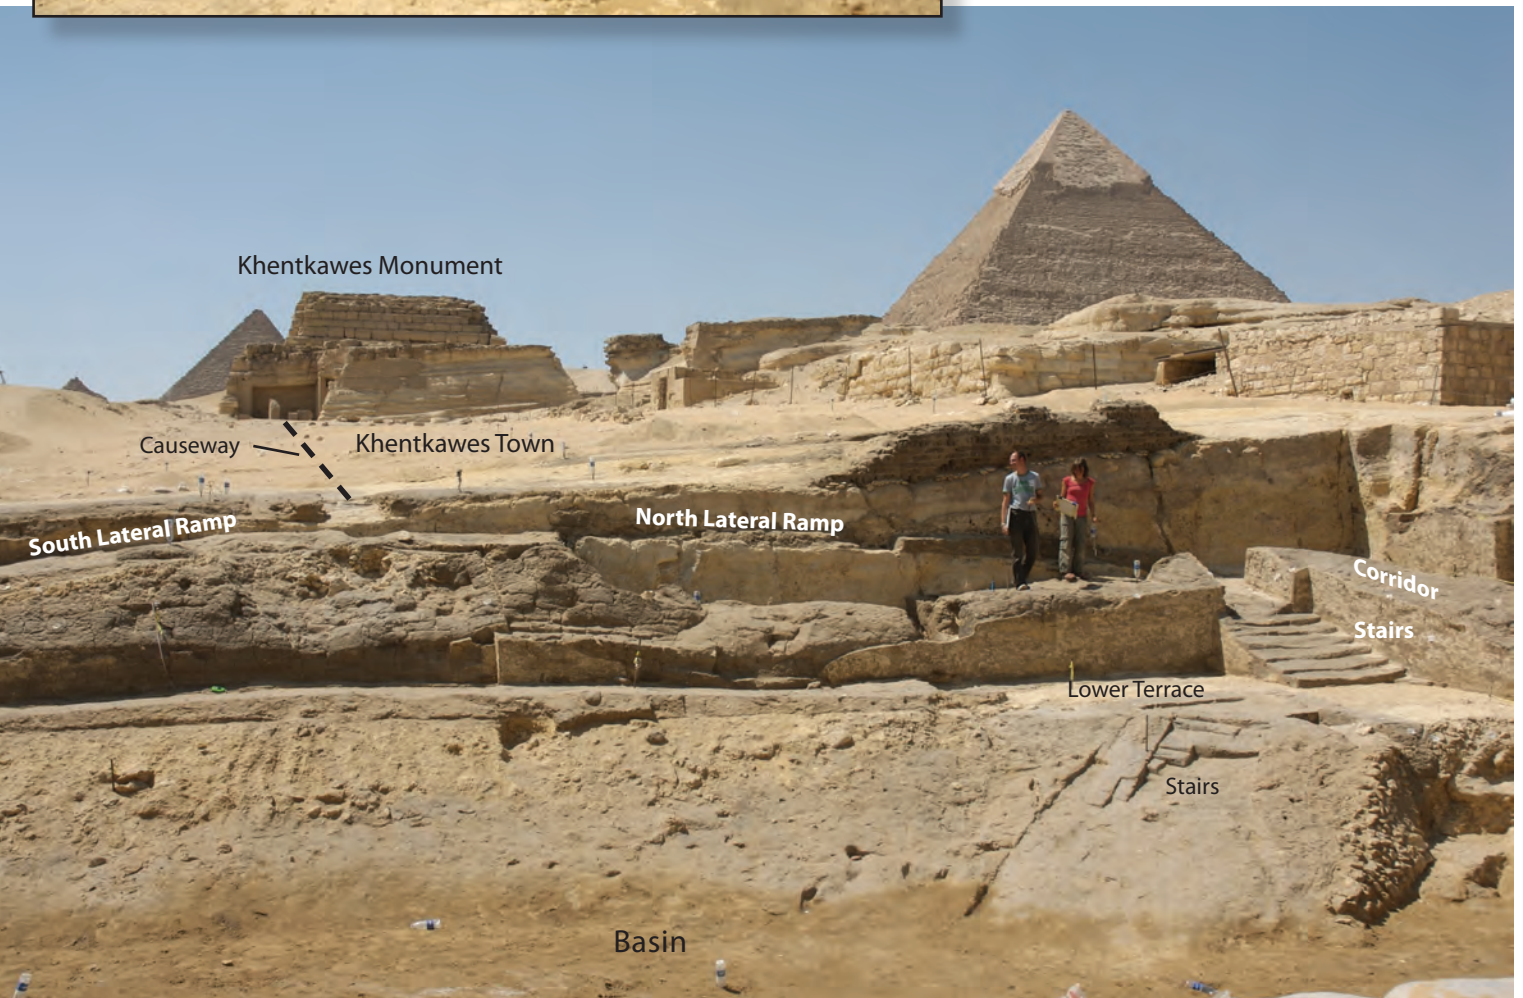 Khentkawes Monument
Causeway
Khentkawes Town
South Lateral Ramp
North Lateral Ramp
Corridor
Stairs
Lower Terrace
Stairs
Basin